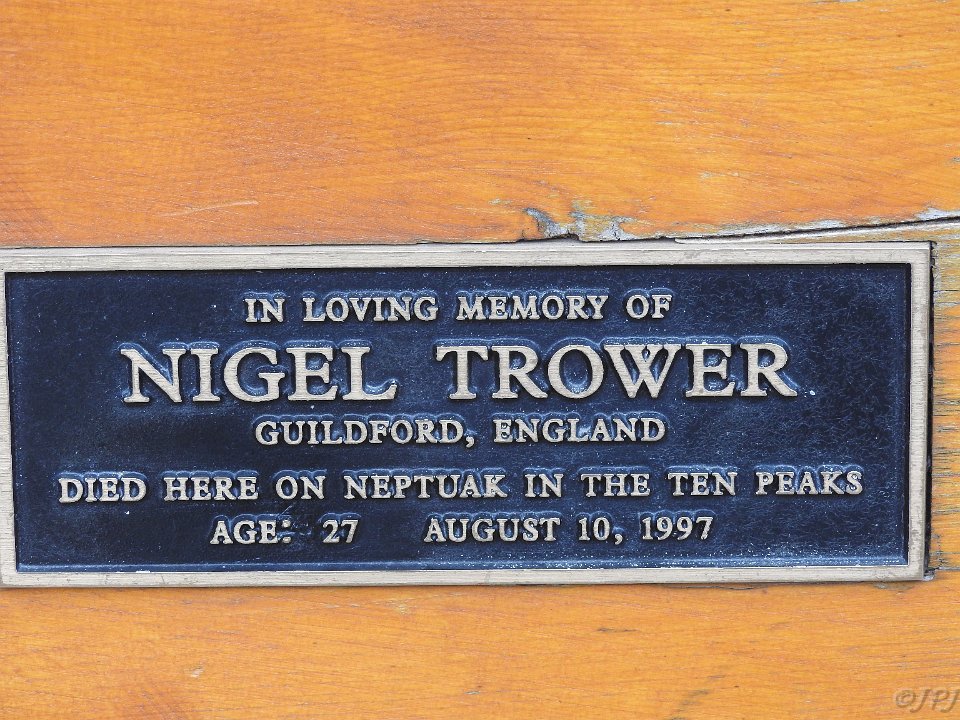 IN LOVING MEMORY OF
NIGEL TROWER
GUILDFORD, ENGLAND
DIED HERE ON NEPTUAK IN THE TEN PEAKS
AGE: 27 AUGUST 10, 1997
©JPJ